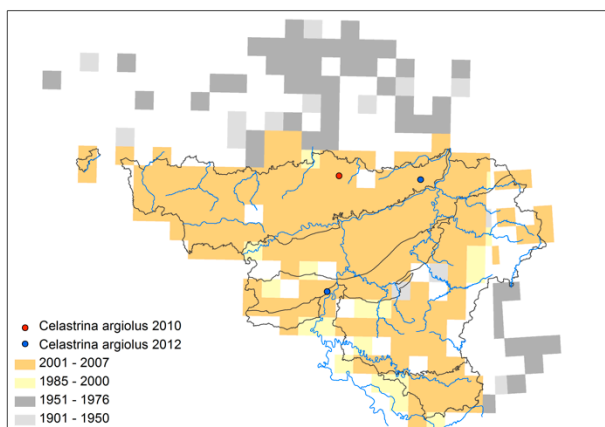 Celastrina argiolus 2010
Celastrina argiolus 2012
2001 - 2007
1985 - 2000
1951 - 1976
1901 - 1950